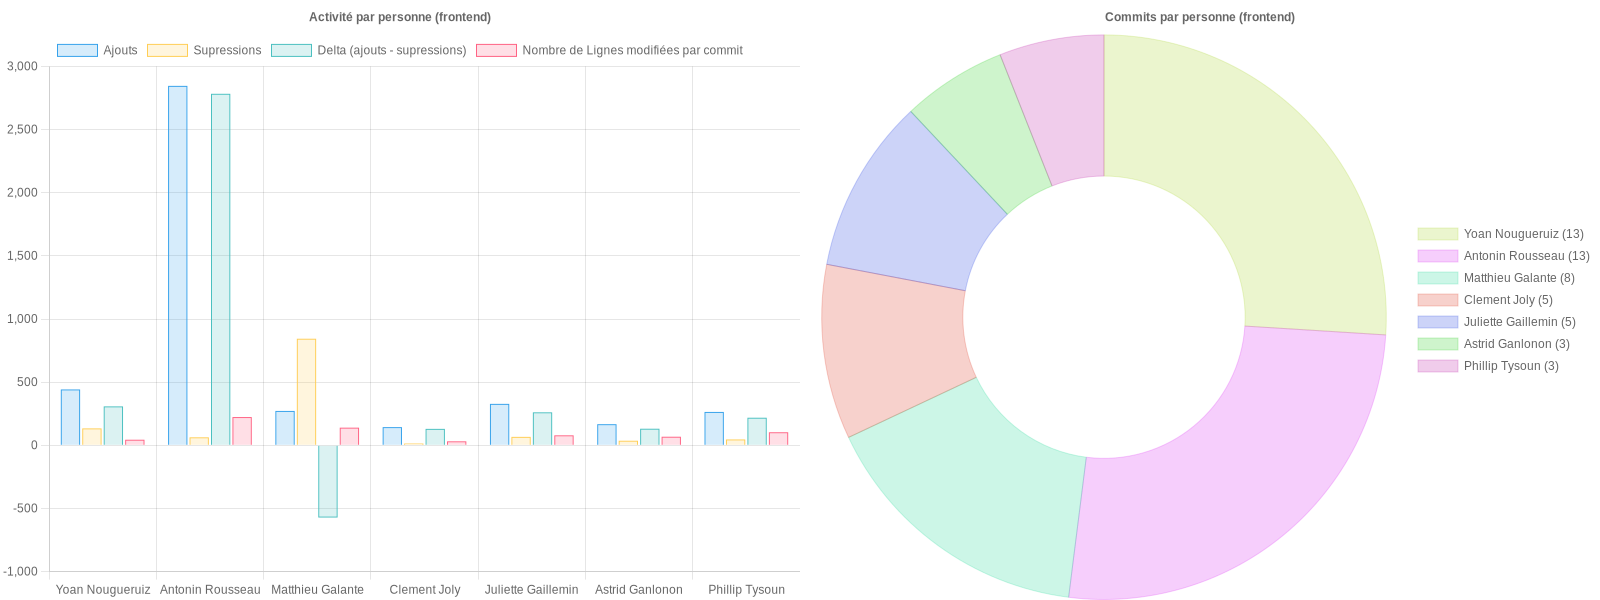 Activité par personne (frontend)
Ajouts
Supressions
Delta (ajouts - supressions)
Nombre de Lignes modifiées par commit
3,000
2,500
2,000
1,500
1,000
500
0
-500
-1,000
Yoan Nougueruiz
Antonin Rousseau
Matthieu Galante
Clement Joly
Juliette Gaillemin
Astrid Ganlonon
Phillip Tysoun
Commits par personne (frontend)
Yoan Nougueruiz (13)
Antonin Rousseau (13)
Matthieu Galante (8)
Clement Joly (5)
Juliette Gaillemin (5)
Astrid Ganlonon (3)
Phillip Tysoun (3)